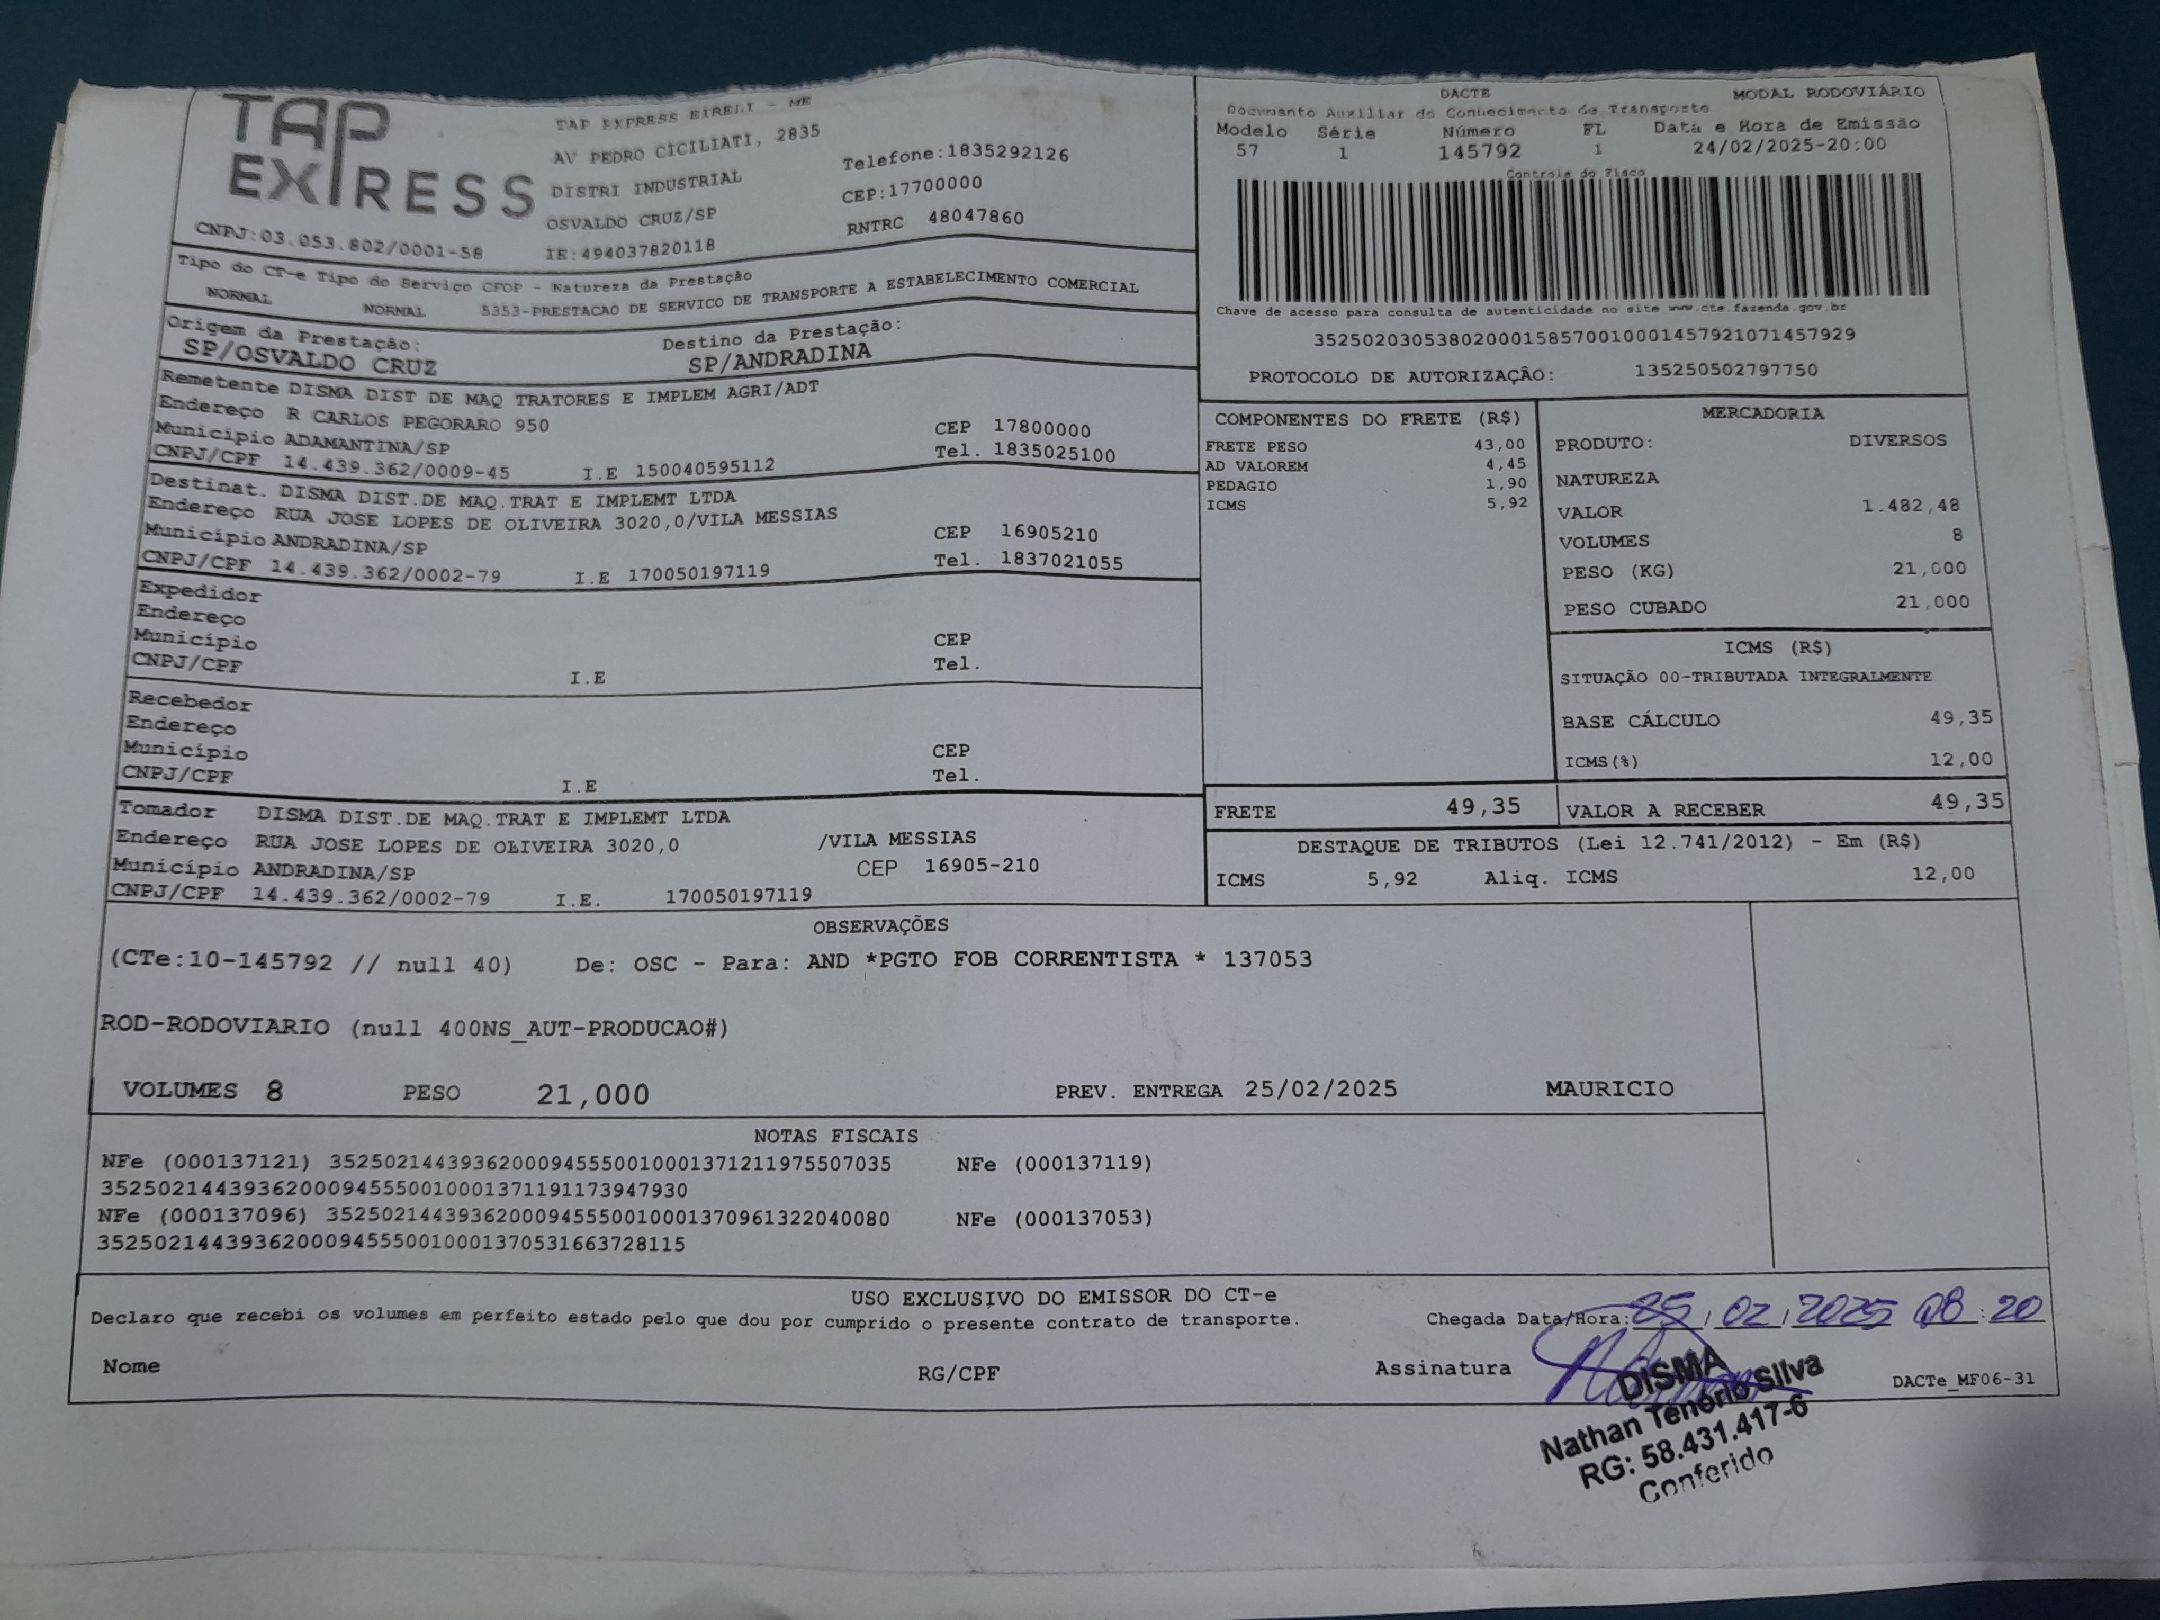 TAP EXPRESS
TAP EXPRESS EIRELI - ME
AV PEDRO CICILIATI, 2835
Telefone:1835292126
DISTRI INDUSTRIAL
CEP:17700000
OSVALDO CRUZ/SP
RNTRC 48047860
CNPJ:03.053.802/0001-58 IE:494037820118
DACTE MODAL RODOVIÁRIO
Documento Auxiliar do Conhecimento de Transporte
Modelo Série Número FL Data e Hora de Emissão
57 1 145792 1 24/02/2025-20:00
Controle do Fisco
Chave de acesso para consulta de autenticidade no site www.cte.fazenda.gov.br
35250203053802000158570010001457921071457929
PROTOCOLO DE AUTORIZAÇÃO: 135250502797750
Tipo do CT-e Tipo do Serviço CFOP - Natureza da Prestação
NORMAL NORMAL 5353-PRESTACAO DE SERVICO DE TRANSPORTE A ESTABELECIMENTO COMERCIAL
Origem da Prestação: Destino da Prestação:
SP/OSVALDO CRUZ SP/ANDRADINA
Remetente DISMA DIST DE MAQ TRATORES E IMPLEM AGRI/ADT
Endereço R CARLOS PEGORARO 950 CEP 17800000
Município ADAMANTINA/SP Tel. 1835025100
CNPJ/CPF 14.439.362/0009-45 I.E 150040595112
Destinat. DISMA DIST.DE MAQ.TRAT E IMPLEMT LTDA
Endereço RUA JOSE LOPES DE OLIVEIRA 3020,0/VILA MESSIAS
Município ANDRADINA/SP CEP 16905210
CNPJ/CPF 14.439.362/0002-79 I.E 170050197119 Tel. 1837021055
Expedidor
Endereço
Município CEP
CNPJ/CPF I.E Tel.
Recebedor
Endereço
Município CEP
CNPJ/CPF I.E Tel.
Tomador DISMA DIST.DE MAQ.TRAT E IMPLEMT LTDA
Endereço RUA JOSE LOPES DE OLIVEIRA 3020,0 /VILA MESSIAS
Município ANDRADINA/SP CEP 16905-210
CNPJ/CPF 14.439.362/0002-79 I.E. 170050197119
COMPONENTES DO FRETE (R$)
FRETE PESO 43,00
AD VALOREM 4,45
PEDAGIO 1,90
ICMS 5,92
MERCADORIA
PRODUTO: DIVERSOS
NATUREZA
VALOR 1.482,48
VOLUMES 8
PESO (KG) 21,000
PESO CUBADO 21,000
ICMS (R$)
SITUAÇÃO 00-TRIBUTADA INTEGRALMENTE
BASE CÁLCULO 49,35
ICMS(%) 12,00
FRETE 49,35 VALOR A RECEBER 49,35
DESTAQUE DE TRIBUTOS (Lei 12.741/2012) - Em (R$)
ICMS 5,92 Aliq. ICMS 12,00
OBSERVAÇÕES
(CTe:10-145792 // null 40) De: OSC - Para: AND *PGTO FOB CORRENTISTA * 137053
ROD-RODOVIARIO (null 400NS_AUT-PRODUCAO#)
VOLUMES 8 PESO 21,000 PREV. ENTREGA 25/02/2025 MAURICIO
NOTAS FISCAIS
NFe (000137121) 35250214439362000945550010001371211975507035 NFe (000137119)
35250214439362000945550010001371191173947930
NFe (000137096) 35250214439362000945550010001370961322040080 NFe (000137053)
35250214439362000945550010001370531663728115
USO EXCLUSIVO DO EMISSOR DO CT-e
Declaro que recebi os volumes em perfeito estado pelo que dou por cumprido o presente contrato de transporte. Chegada Data/Hora: 25/02/2025 08:20
Nome RG/CPF Assinatura DACTe_MF06-31
DISMA
Nathan Tenório Silva
RG: 58.431.417-6
Conferido